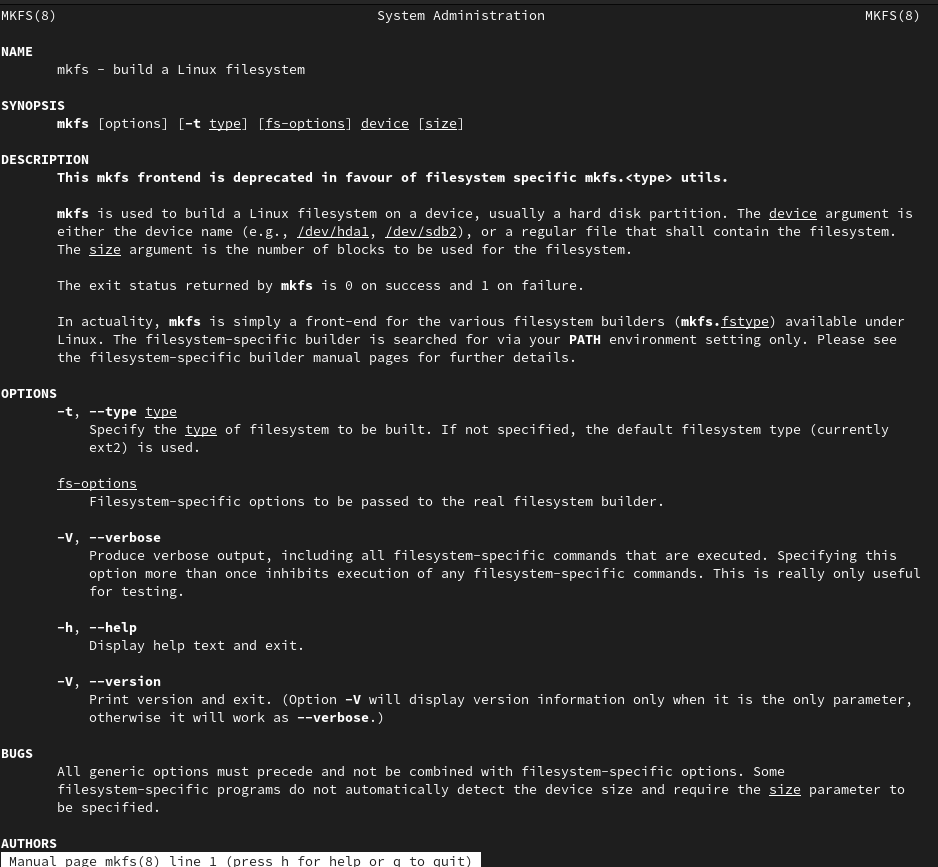 MKFS(8) System Administration MKFS(8)
NAME
mkfs - build a Linux filesystem
SYNOPSIS
mkfs [options] [-t type] [fs-options] device [size]
DESCRIPTION
This mkfs frontend is deprecated in favour of filesystem specific mkfs.<type> utils.
mkfs is used to build a Linux filesystem on a device, usually a hard disk partition. The device argument is
either the device name (e.g., /dev/hda1, /dev/sdb2), or a regular file that shall contain the filesystem.
The size argument is the number of blocks to be used for the filesystem.
The exit status returned by mkfs is 0 on success and 1 on failure.
In actuality, mkfs is simply a front-end for the various filesystem builders (mkfs.fstype) available under
Linux. The filesystem-specific builder is searched for via your PATH environment setting only. Please see
the filesystem-specific builder manual pages for further details.
OPTIONS
-t, --type type
Specify the type of filesystem to be built. If not specified, the default filesystem type (currently
ext2) is used.
fs-options
Filesystem-specific options to be passed to the real filesystem builder.
-V, --verbose
Produce verbose output, including all filesystem-specific commands that are executed. Specifying this
option more than once inhibits execution of any filesystem-specific commands. This is really only useful
for testing.
-h, --help
Display help text and exit.
-V, --version
Print version and exit. (Option -V will display version information only when it is the only parameter,
otherwise it will work as --verbose.)
BUGS
All generic options must precede and not be combined with filesystem-specific options. Some
filesystem-specific programs do not automatically detect the device size and require the size parameter to
be specified.
AUTHORS
Manual page mkfs(8) line 1 (press h for help or q to quit)